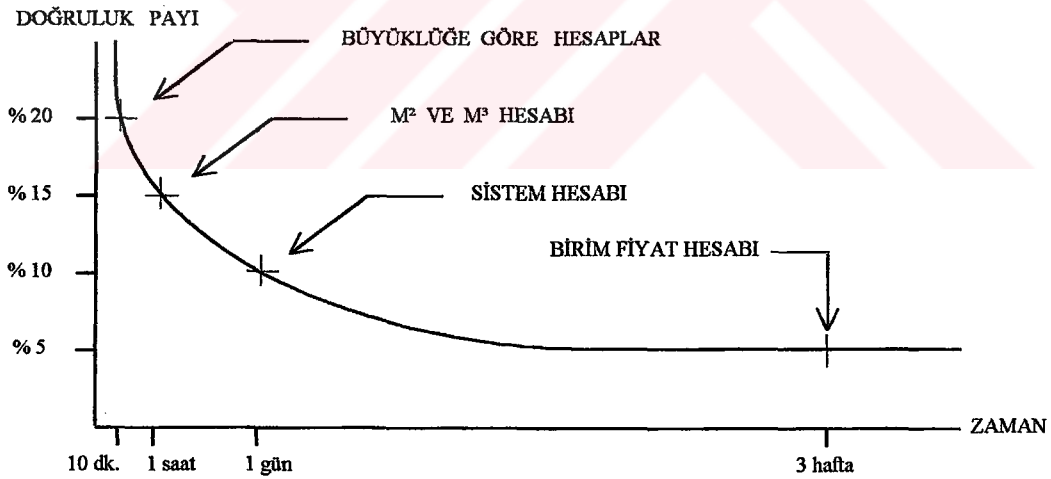 DOĞRULUK PAYI
BÜYÜKLÜĞE GÖRE HESAPLAR
% 20
M² VE M³ HESABI
% 15
SİSTEM HESABI
BİRİM FİYAT HESABI
% 10
% 5
ZAMAN
10 dk. 1 saat 1 gün 3 hafta